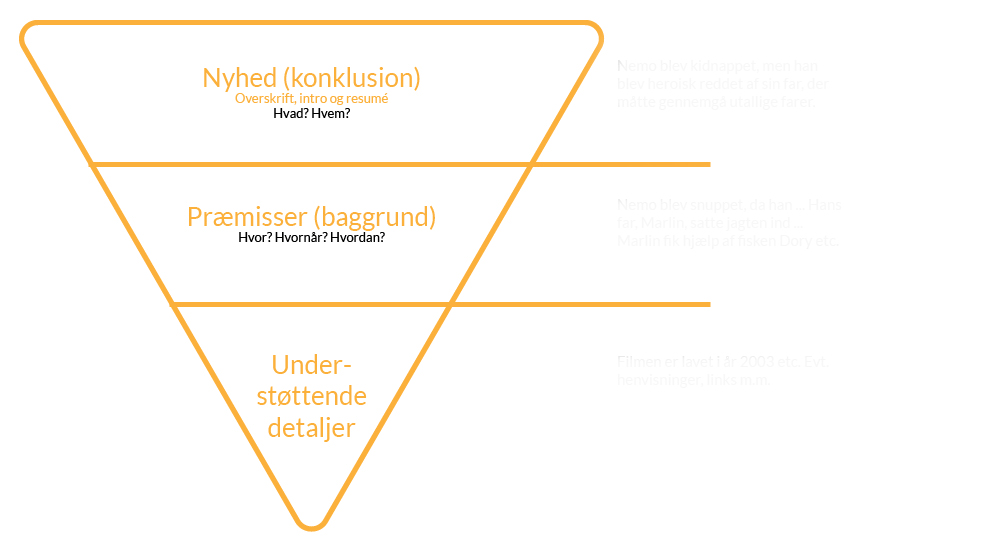 Nyhed (konklusion)
Overskrift, intro og resumé
Hvad? Hvem?
Nemo blev kidnappet, men han
blev heroisk reddet af sin far, der
måtte gennemgå utallige farer.
Præmisser (baggrund)
Hvor? Hvornår? Hvordan?
Nemo blev snuppet, da han ... Hans
far, Marlin, satte jagten ind...
Marlin fik hjælp af fisken Dory etc.
Under-
støttende
detaljer
Filmen er lavet i år 2003 etc. Evt.
henvisninger, links m.m.